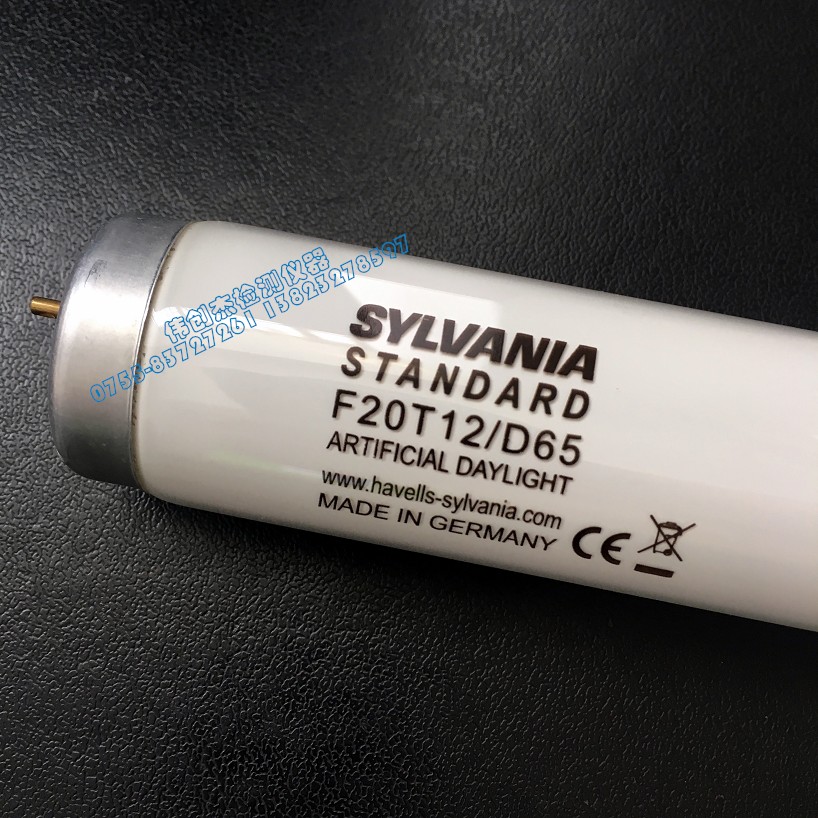 伟创杰检测仪器
0755-83727261 13823278597
SYLVANIA
STANDARD
F20T12/D65
ARTIFICIAL DAYLIGHT
www.havells-sylvania.com
MADE IN GERMANY CE